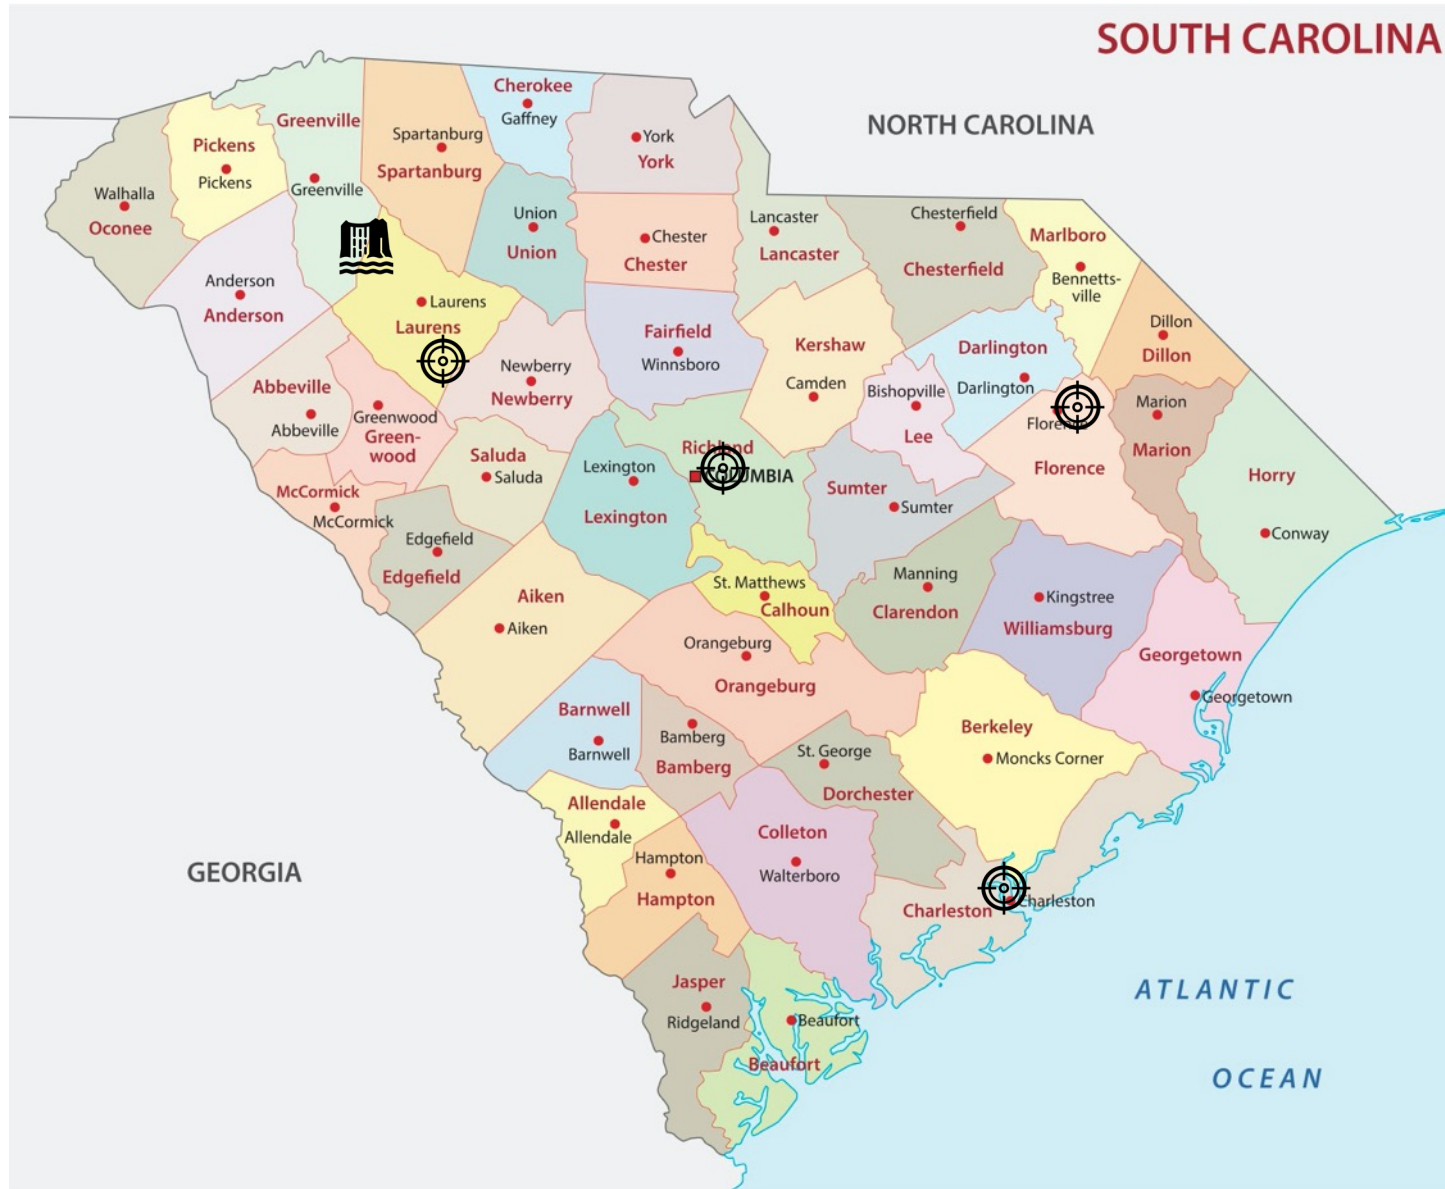 SOUTH CAROLINA
NORTH CAROLINA
Cherokee
Gaffney
Greenville
Greenville
Spartanburg
Spartanburg
York
York
Pickens
Pickens
Walhalla
Oconee
Union
Union
Chester
Chester
Lancaster
Lancaster
Chesterfield
Chesterfield
Marlboro
Bennetts-
ville
Anderson
Anderson
Laurens
Laurens
Fairfield
Winnsboro
Kershaw
Camden
Darlington
Darlington
Dillon
Dillon
Newberry
Newberry
Abbeville
Abbeville
Greenwood
Green-
wood
Bishopville
Lee
Florence
Florence
Marion
Marion
Saluda
Saluda
Lexington
Lexington
Richland
COLUMBIA
Sumter
Sumter
Horry
Conway
McCormick
McCormick
Edgefield
Edgefield
Aiken
Aiken
St. Matthews
Calhoun
Manning
Clarendon
Kingstree
Williamsburg
Orangeburg
Orangeburg
Georgetown
Georgetown
Barnwell
Barnwell
Bamberg
Bamberg
St. George
Dorchester
Berkeley
Moncks Corner
Allendale
Allendale
Colleton
Walterboro
Hampton
Hampton
GEORGIA
Charleston
Charleston
Jasper
Ridgeland
Beaufort
Beaufort
ATLANTIC
OCEAN